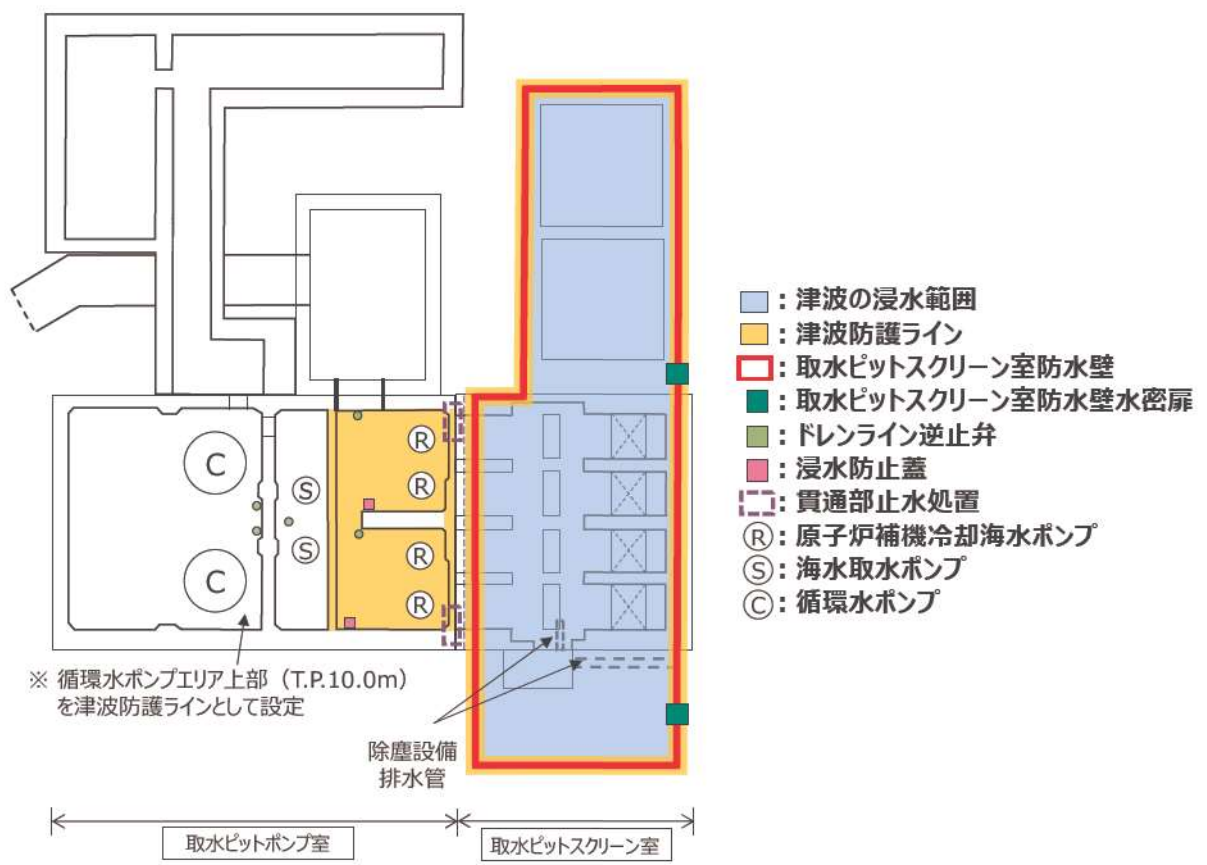 ：津波の浸水範囲
：津波防護ライン
：取水ピットスクリーン室防水壁
：取水ピットスクリーン室防水壁水密扉
：ドレンライン逆止弁
：浸水防止蓋
：貫通部止水処置
Ⓡ：原子炉補機冷却海水ポンプ
Ⓢ：海水取水ポンプ
Ⓒ：循環水ポンプ
R
C
R
S
S
R
C
R
※ 循環水ポンプエリア上部（T.P.10.0m）
を津波防護ラインとして設定
除塵設備
排水管
取水ピットポンプ室
取水ピットスクリーン室